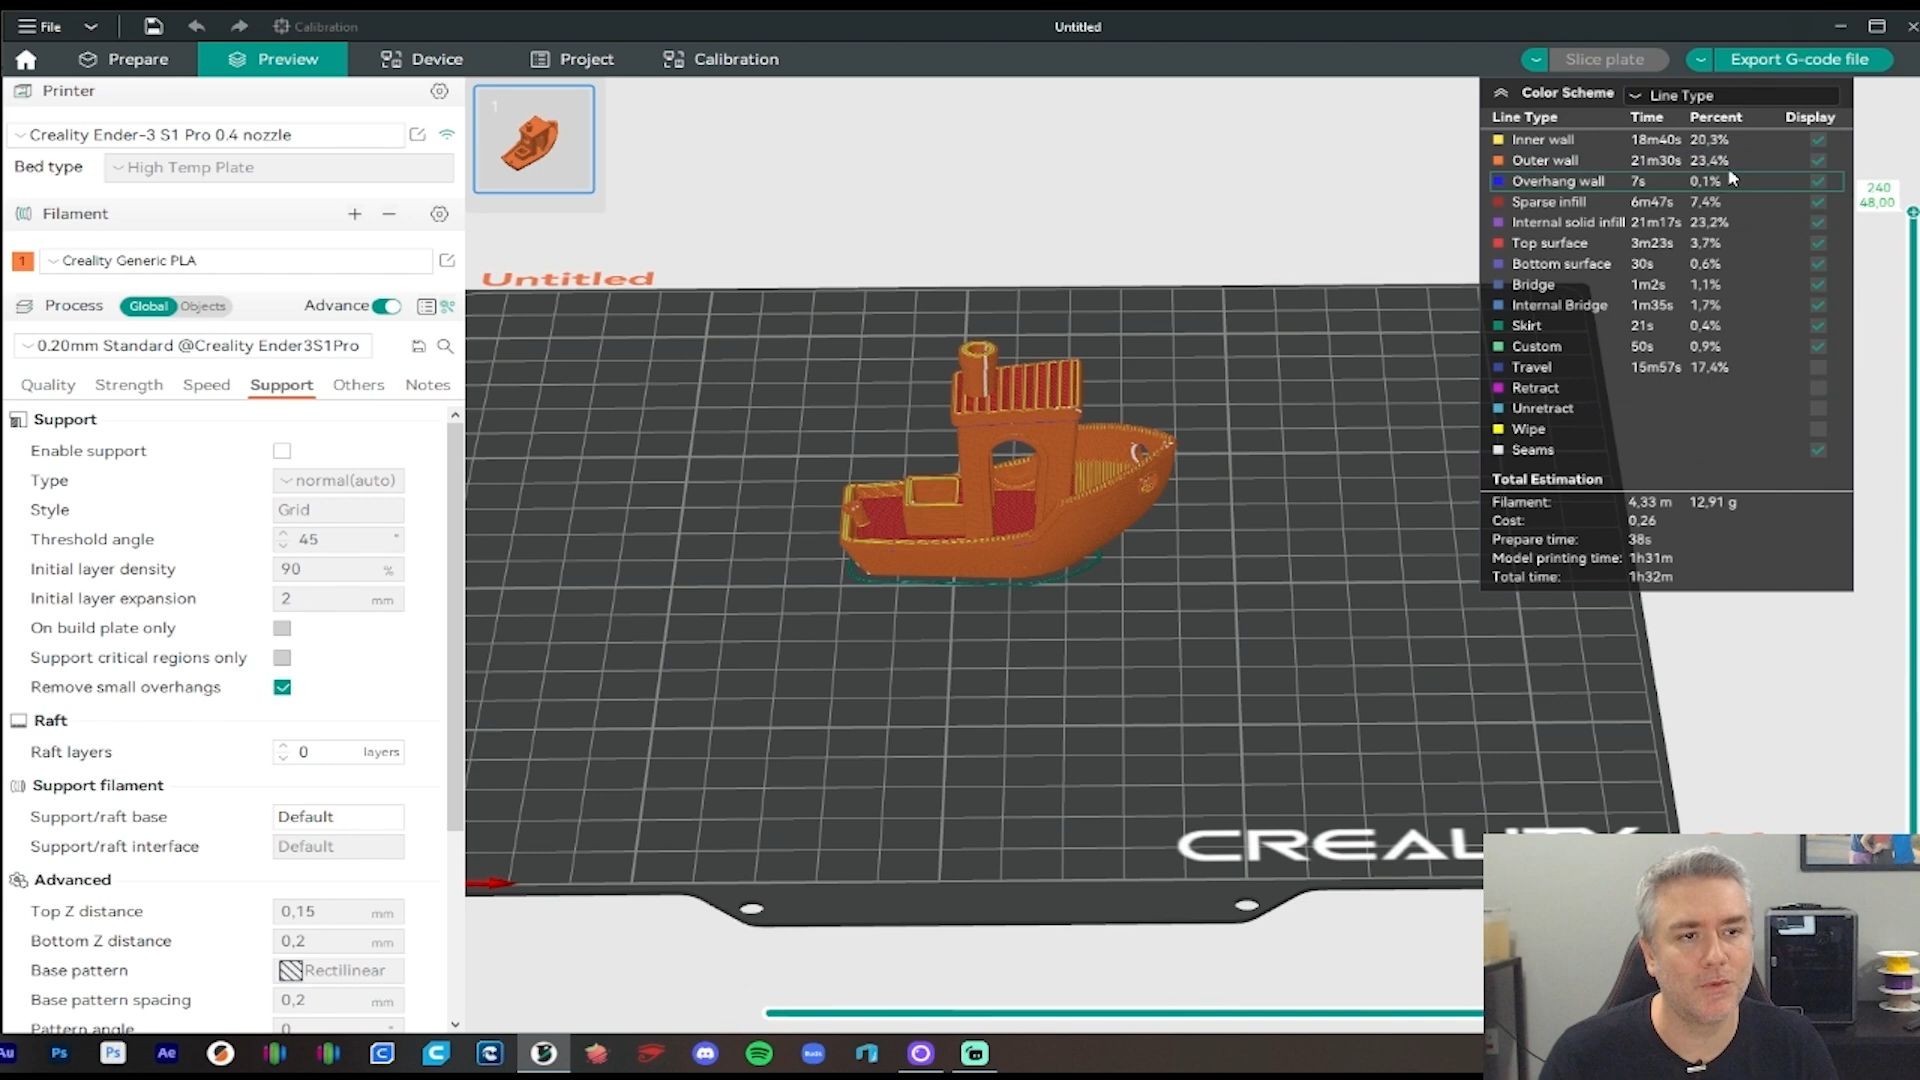 File
Calibration
Untitled
Prepare
Preview
Device
Project
Calibration
Slice plate
Export G-code file
Printer
Creality Ender-3 S1 Pro 0.4 nozzle
Bed type
High Temp Plate
Filament
1
Creality Generic PLA
Process
Global
Objects
Advance
0.20mm Standard @Creality Ender3S1Pro
Quality
Strength
Speed
Support
Others
Notes
Support
Enable support
Type
normal(auto)
Style
Grid
Threshold angle
45
°
Initial layer density
90
%
Initial layer expansion
2
mm
On build plate only
Support critical regions only
Remove small overhangs
Raft
Raft layers
0
layers
Support filament
Support/raft base
Default
Support/raft interface
Default
Advanced
Top Z distance
0,15
mm
Bottom Z distance
0,2
mm
Base pattern
Rectilinear
Base pattern spacing
0,2
mm
Pattern angle
0
1
Untitled
Color Scheme
Line Type
Line Type Time Percent Display
Inner wall 18m40s 20,3%
Outer wall 21m30s 23,4%
Overhang wall 7s 0,1%
Sparse infill 6m47s 7,4%
Internal solid infill 21m17s 23,2%
Top surface 3m23s 3,7%
Bottom surface 30s 0,6%
Bridge 1m2s 1,1%
Internal Bridge 1m35s 1,7%
Skirt 21s 0,4%
Custom 50s 0,9%
Travel 15m57s 17,4%
Retract
Unretract
Wipe
Seams
Total Estimation
Filament: 4,33 m 12,91 g
Cost: 0,26
Prepare time: 38s
Model printing time: 1h31m
Total time: 1h32m
240
48,00
Au
Ps
Ps
Ae